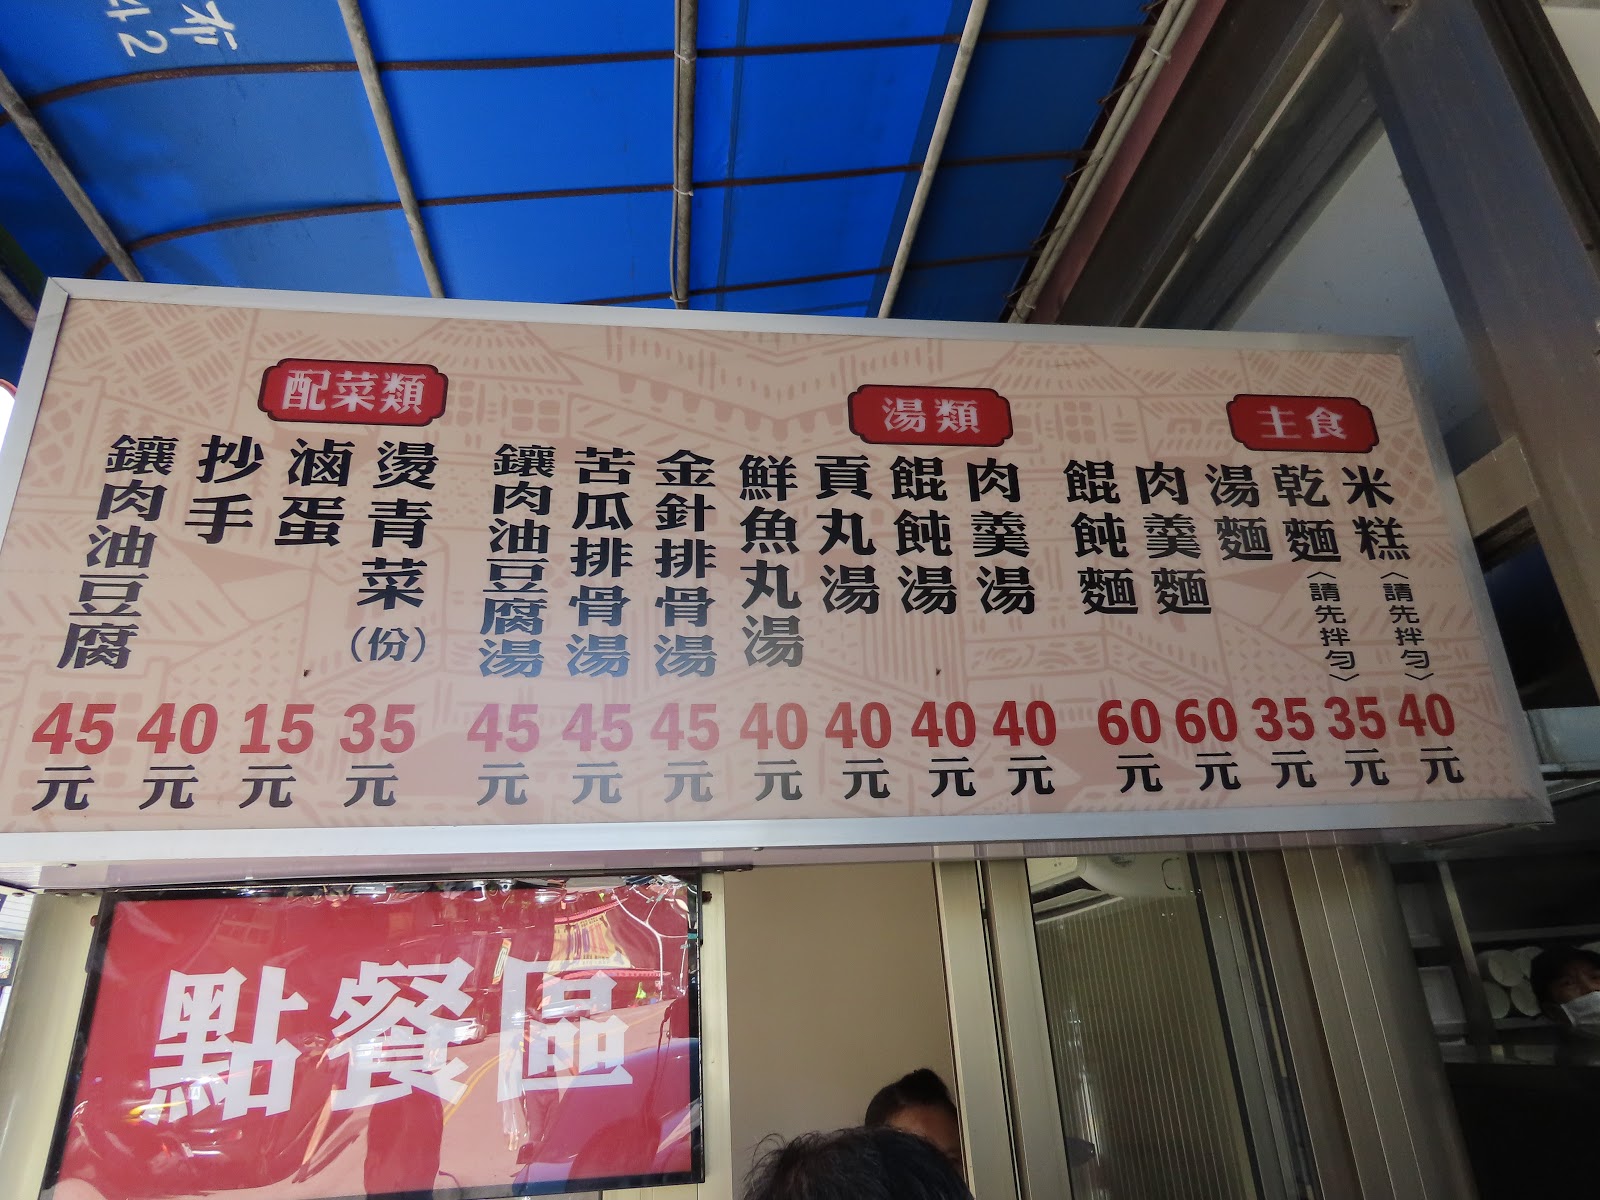 布
42
主食
米糕〈請先拌勻〉
40元
乾麵〈請先拌勻〉
35元
湯麵
35元
肉羹麵
60元
餛飩麵
60元
湯類
肉羹湯
40元
餛飩湯
40元
貢丸湯
40元
鮮魚丸湯
40元
金針排骨湯
45元
苦瓜排骨湯
45元
鑲肉油豆腐湯
45元
配菜類
燙青菜(份)
35元
滷蛋
15元
抄手
40元
鑲肉油豆腐
45元
點餐區